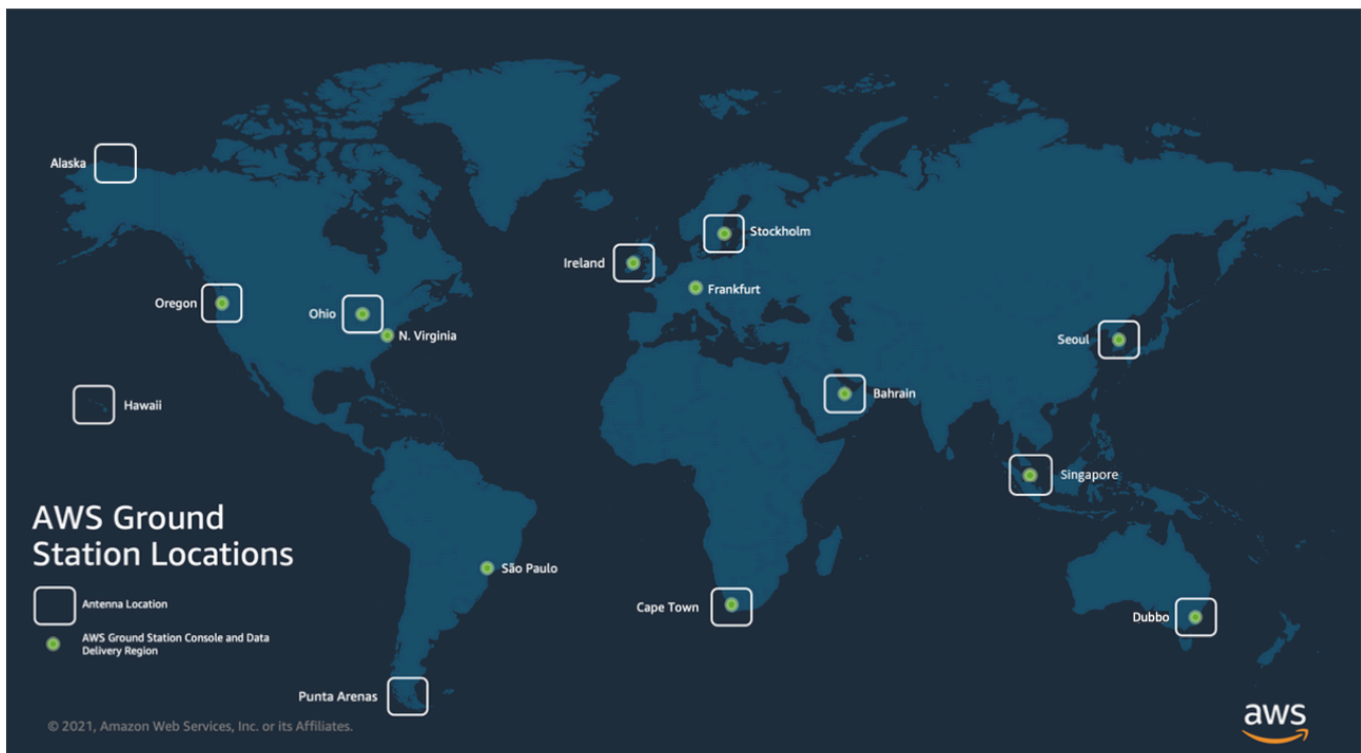 Alaska
Stockholm
Ireland
Frankfurt
Oregon
Ohio
N. Virginia
Seoul
Hawaii
Bahrain
Singapore
AWS Ground
Station Locations
São Paulo
Antenna Location
Cape Town
Dubbo
AWS Ground Station Console and Data
Delivery Region
Punta Arenas
© 2021, Amazon Web Services, Inc. or its Affiliates.
aws